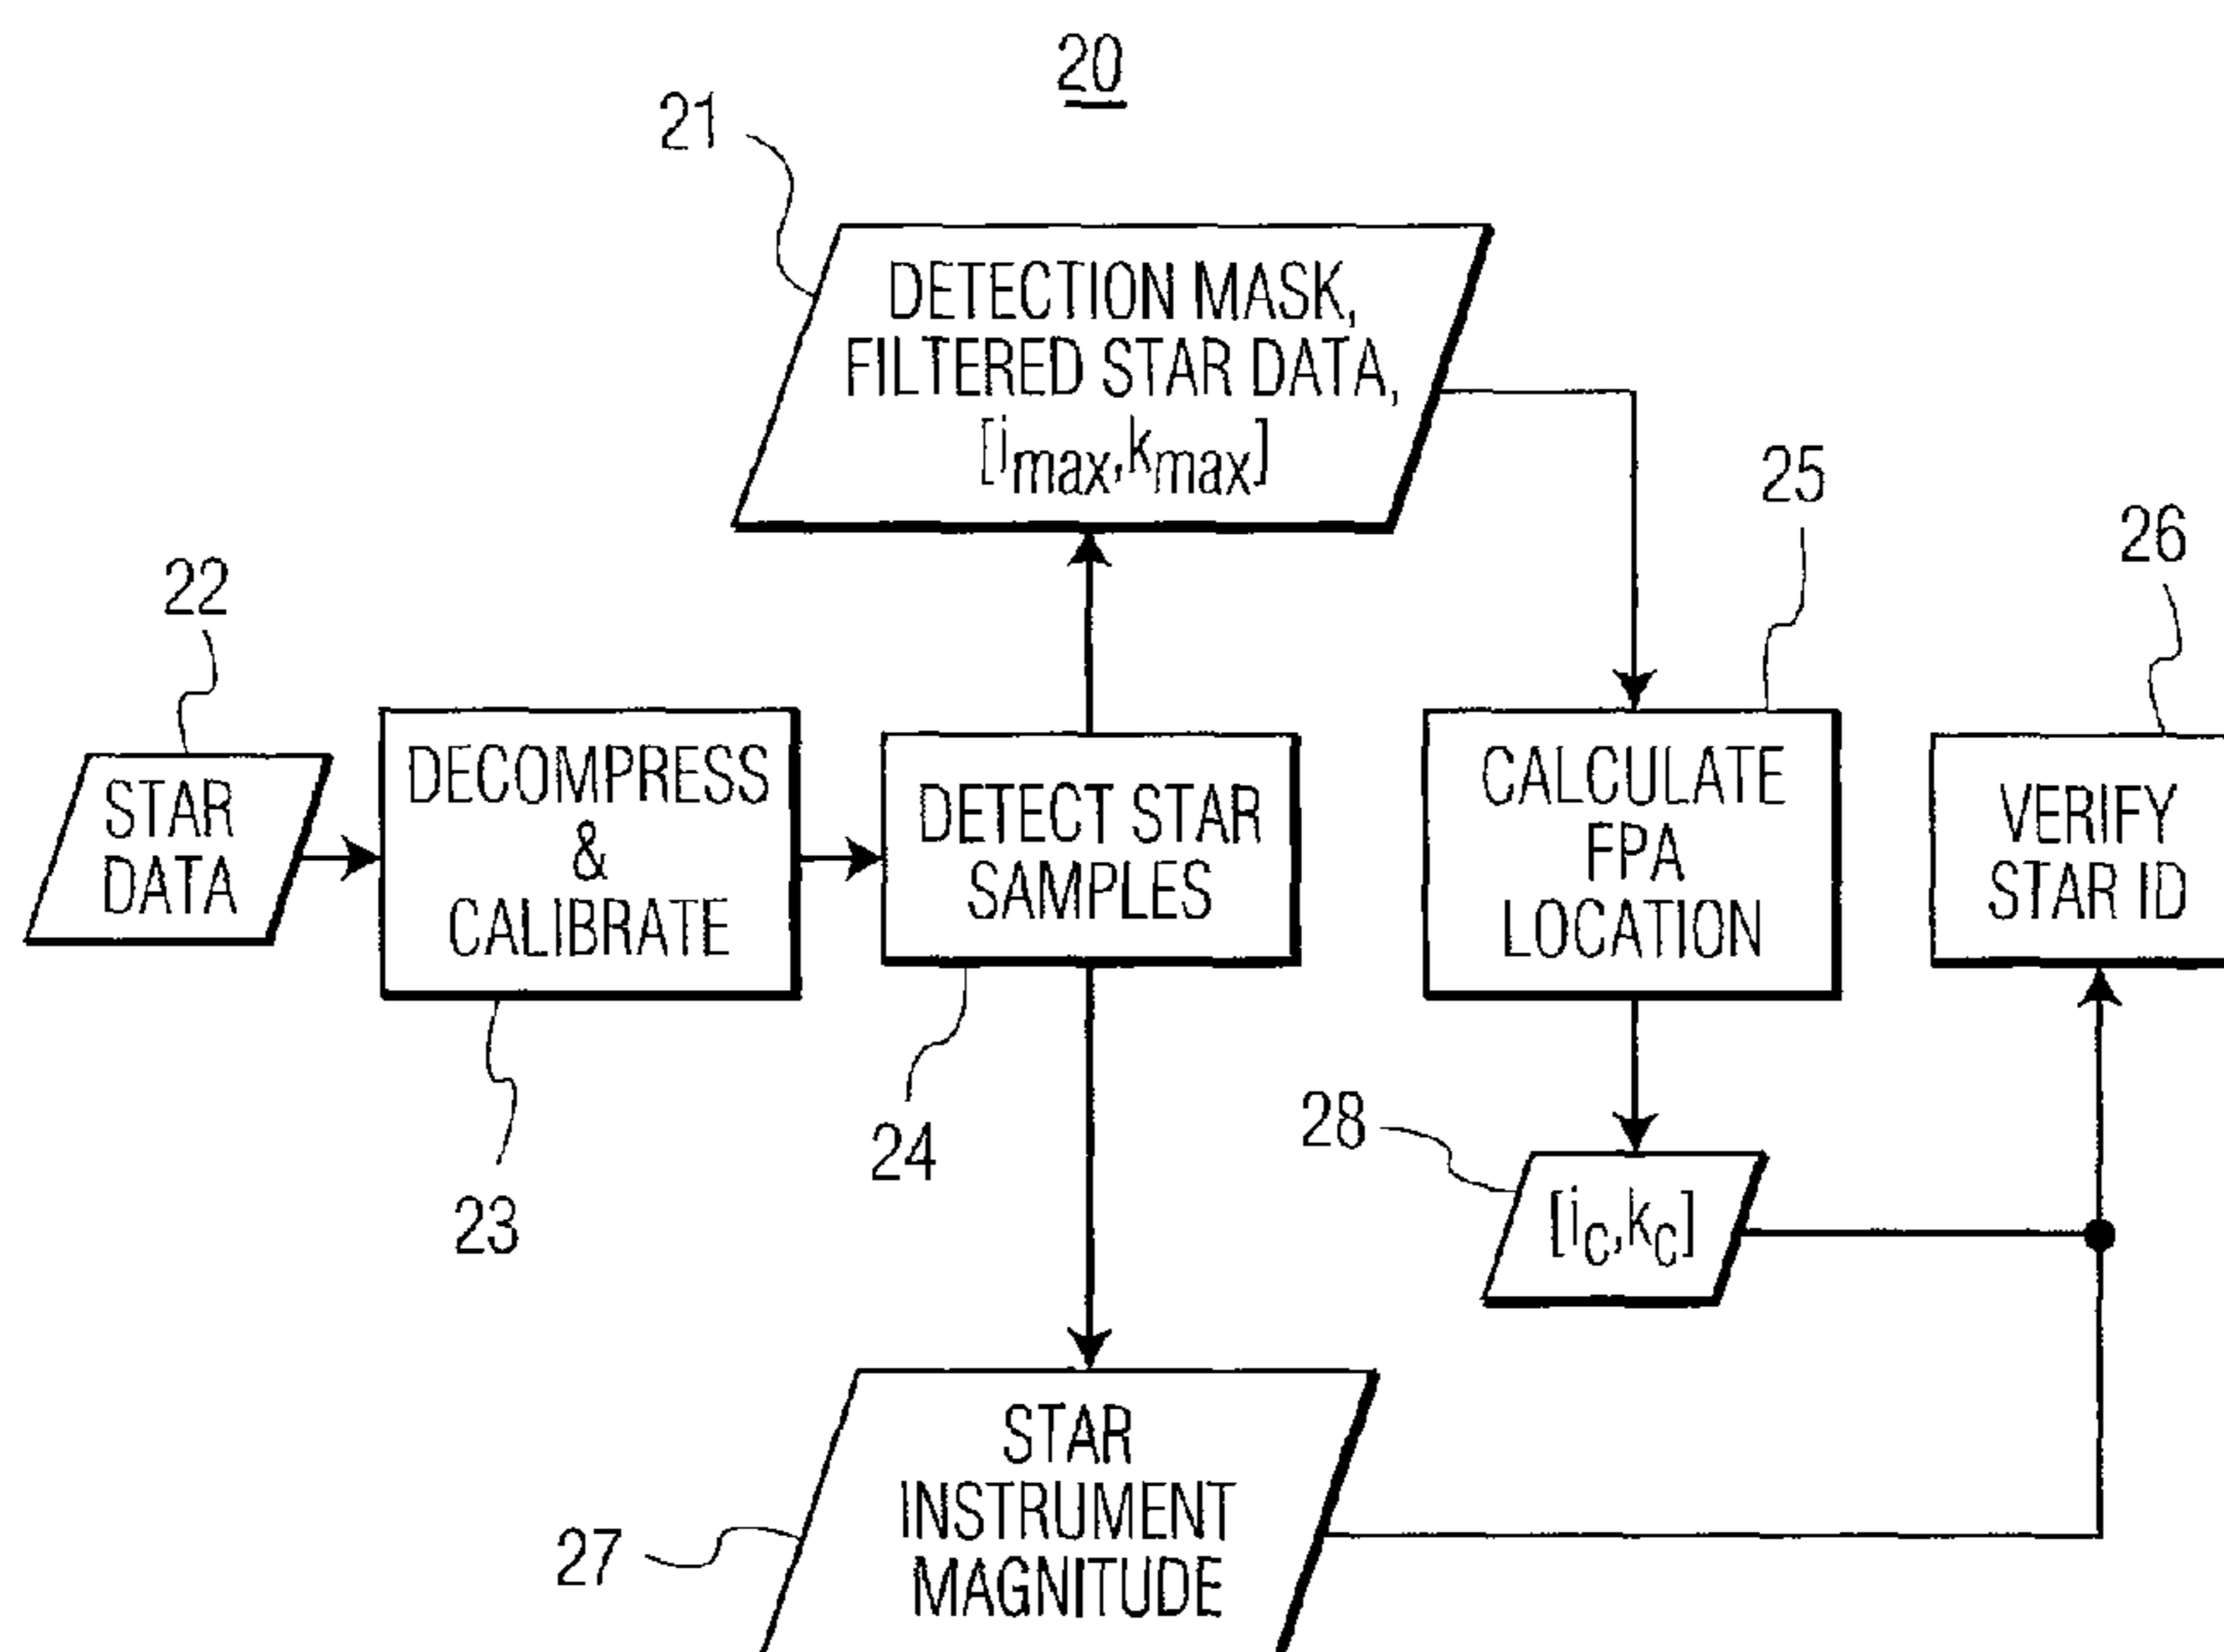 20
21
DETECTION MASK,
FILTERED STAR DATA,
[imax,kmax]
25
26
22
STAR
DATA
DECOMPRESS
&
CALIBRATE
DETECT STAR
SAMPLES
CALCULATE
FPA
LOCATION
VERIFY
STAR ID
23
24
28
[ic,kc]
27
STAR
INSTRUMENT
MAGNITUDE